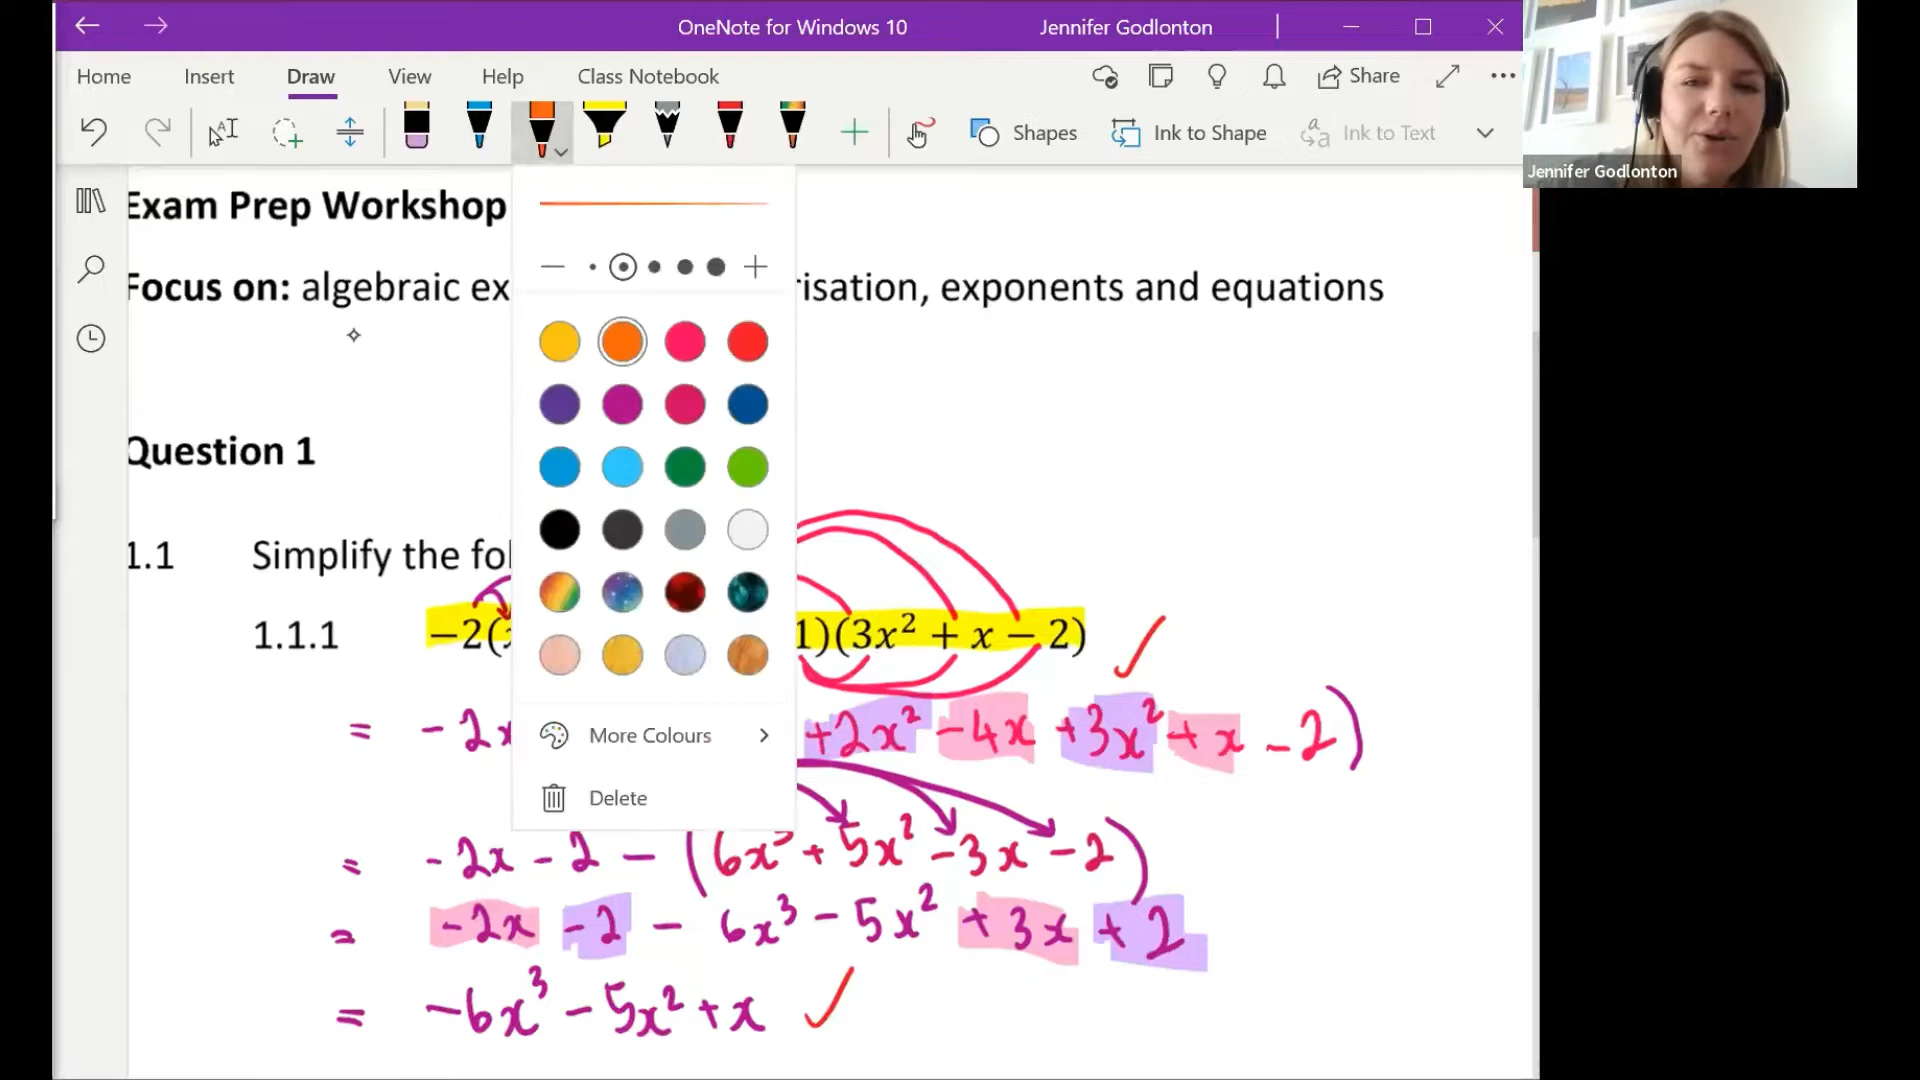 OneNote for Windows 10 Jennifer Godlonton
Home Insert Draw View Help Class Notebook Share
Shapes Ink to Shape Ink to Text
Jennifer Godlonton
Exam Prep Workshop
Focus on: algebraic ex risation, exponents and equations
Question 1
1.1 Simplify the fol
1.1.1 −2( 1)(3x² + x − 2)
= -2x +2x² -4x +3x² + x - 2)
More Colours
Delete
= -2x - 2 - (6x³ + 5x² - 3x - 2)
= -2x - 2 - 6x³ - 5x² + 3x + 2
= -6x³ - 5x² + x